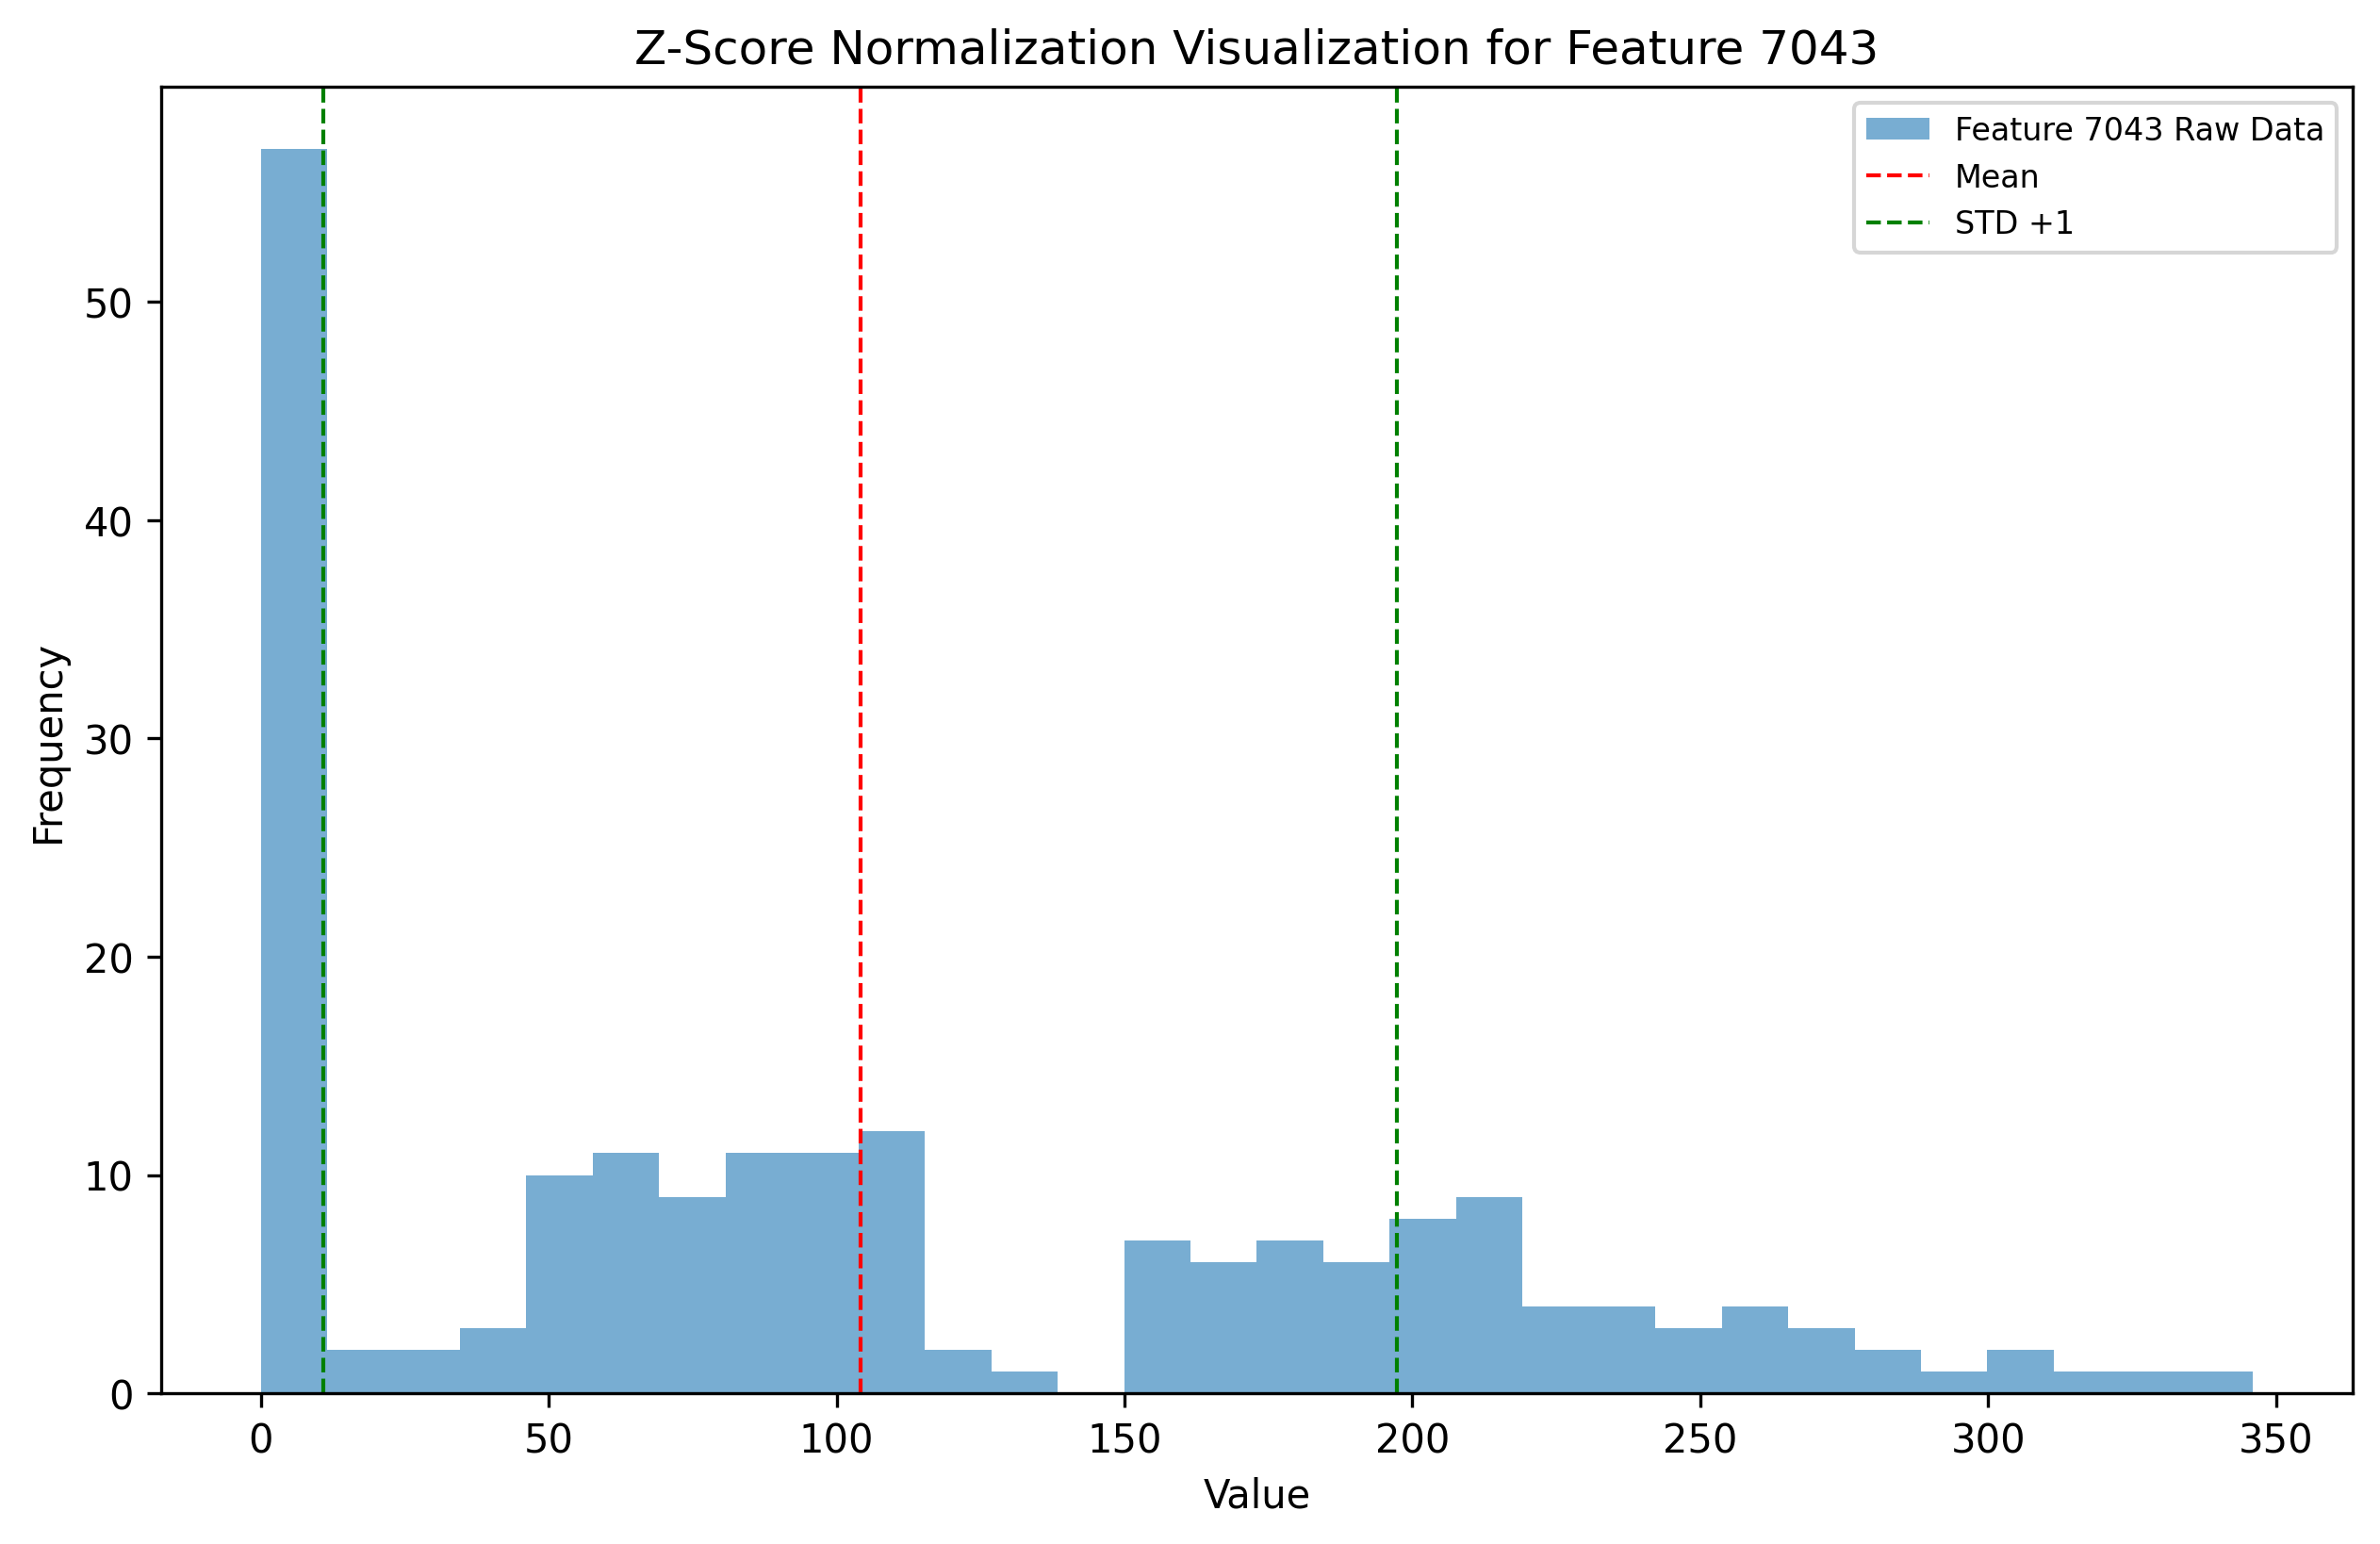 Z-Score Normalization Visualization for Feature 7043
Feature 7043 Raw Data
Mean
STD +1
Frequency
50
40
30
20
10
0
0 50 100 150 200 250 300 350
Value